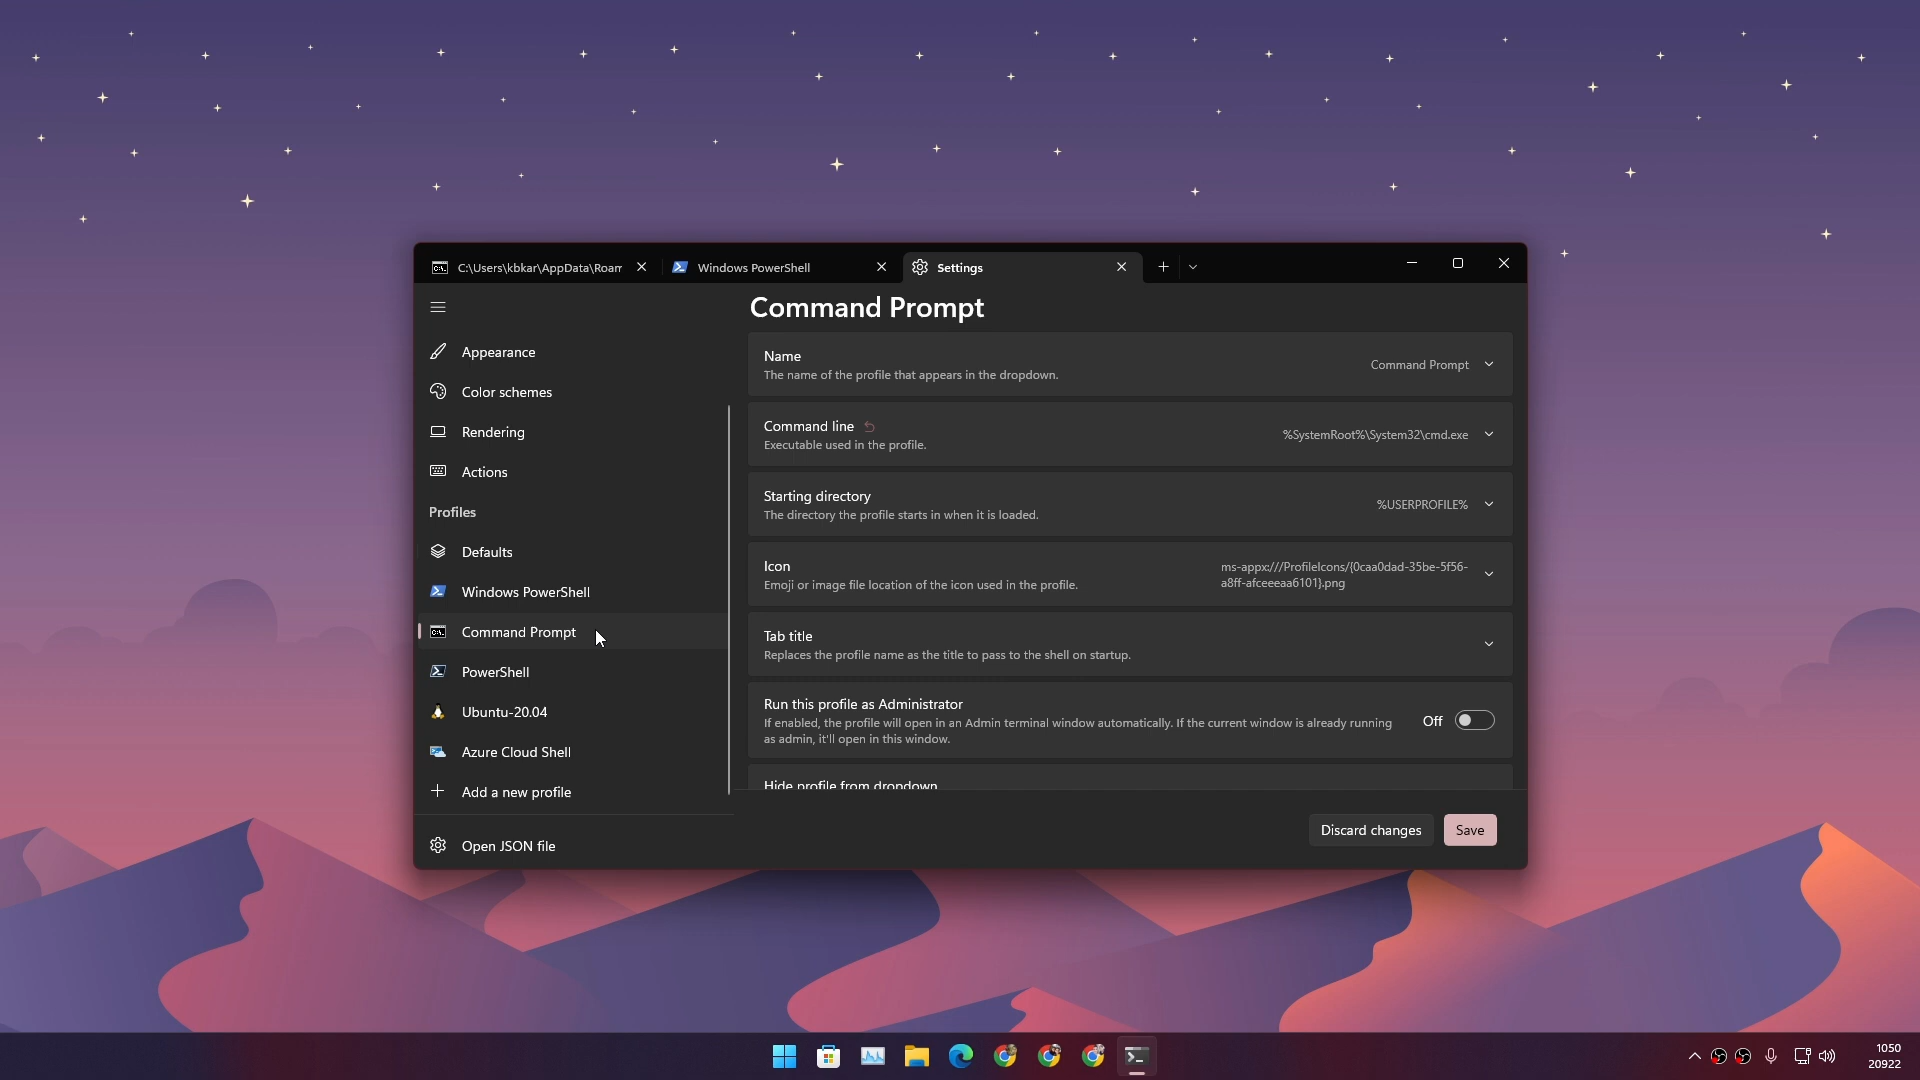 C:\Users\kbkar\AppData\Roam
Windows PowerShell
Settings
Command Prompt
Appearance
Color schemes
Rendering
Actions
Profiles
Defaults
Windows PowerShell
Command Prompt
PowerShell
Ubuntu-20.04
Azure Cloud Shell
Add a new profile
Open JSON file
Name
The name of the profile that appears in the dropdown.
Command Prompt
Command line
Executable used in the profile.
%SystemRoot%\System32\cmd.exe
Starting directory
The directory the profile starts in when it is loaded.
%USERPROFILE%
Icon
Emoji or image file location of the icon used in the profile.
ms-appx:///ProfileIcons/{0caa0dad-35be-5f56-
a8ff-afceeeaa6101}.png
Tab title
Replaces the profile name as the title to pass to the shell on startup.
Run this profile as Administrator
If enabled, the profile will open in an Admin terminal window automatically. If the current window is already running
as admin, it'll open in this window.
Off
Hide profile from dropdown
Discard changes
Save
1050
20922